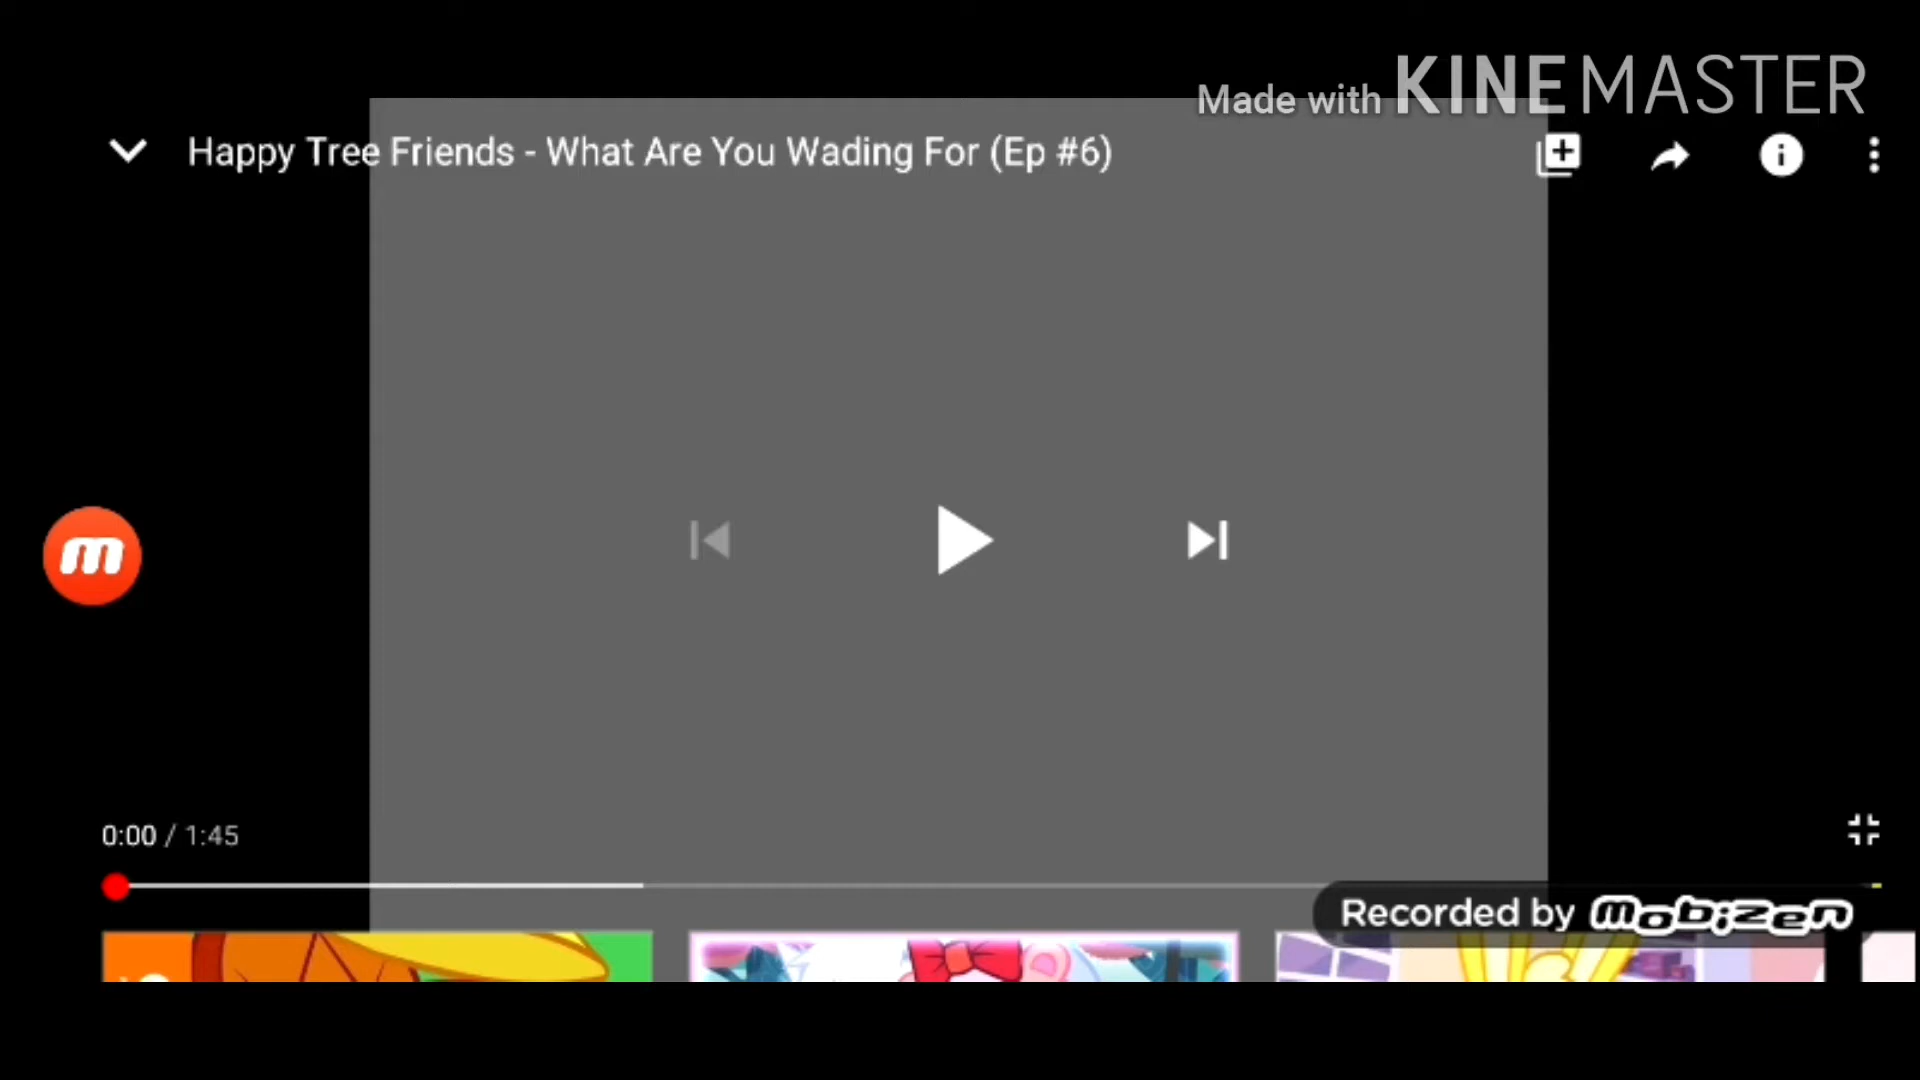 Made with KINEMASTER
Happy Tree Friends - What Are You Wading For (Ep #6)
m
0:00 / 1:45
Recorded by mobizen